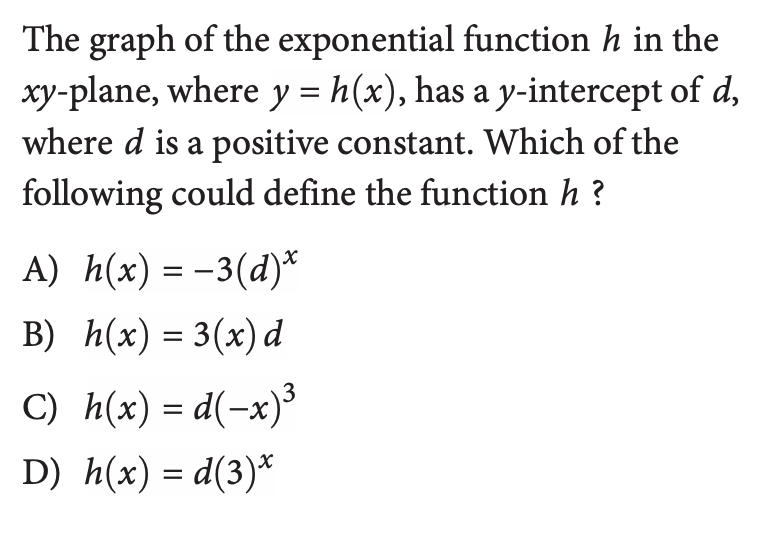 The graph of the exponential function h in the
xy-plane, where y = h(x), has a y-intercept of d,
where d is a positive constant. Which of the
following could define the function h ?
A) h(x) = −3(d)ˣ
B) h(x) = 3(x)d
C) h(x) = d(−x)³
D) h(x) = d(3)ˣ